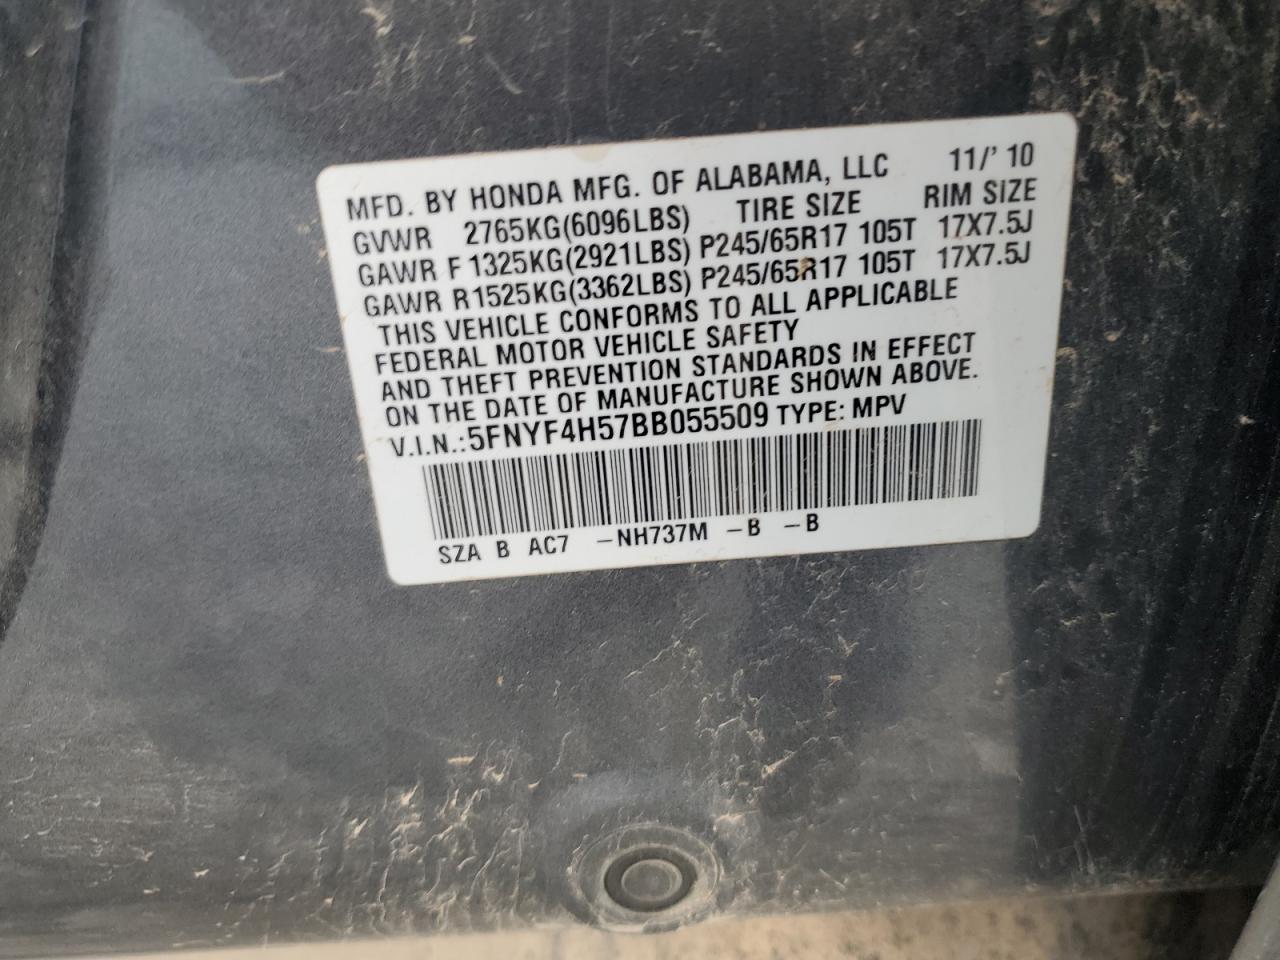 MFD. BY HONDA MFG. OF ALABAMA, LLC 11/'10
GVWR 2765KG(6096LBS) TIRE SIZE RIM SIZE
GAWR F 1325KG(2921LBS) P245/65R17 105T 17X7.5J
GAWR R1525KG(3362LBS) P245/65R17 105T 17X7.5J
THIS VEHICLE CONFORMS TO ALL APPLICABLE
FEDERAL MOTOR VEHICLE SAFETY
AND THEFT PREVENTION STANDARDS IN EFFECT
ON THE DATE OF MANUFACTURE SHOWN ABOVE.
V.I.N.:5FNYF4H57BB055509 TYPE: MPV
SZA B AC7 -NH737M -B -B